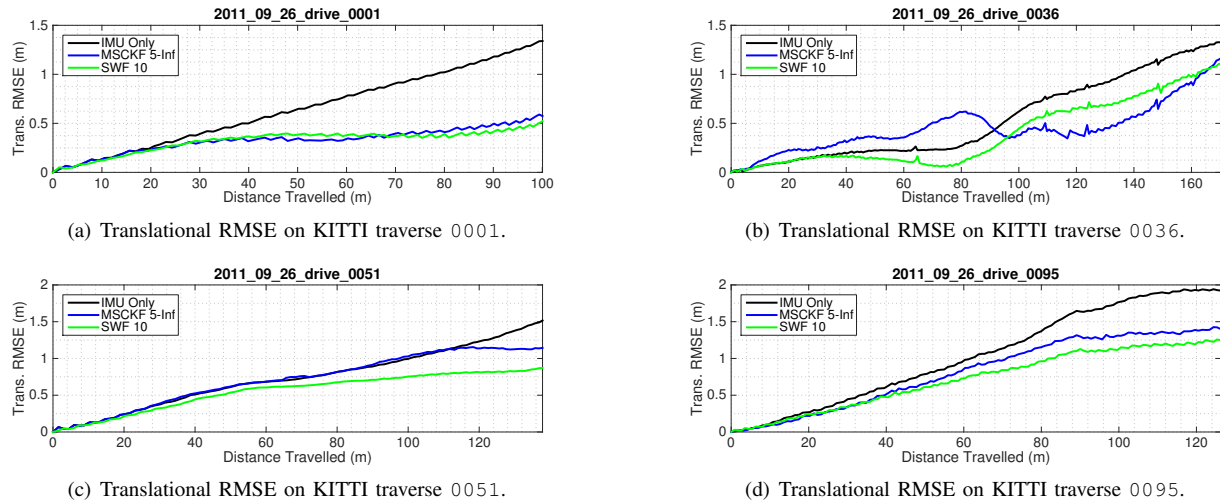 2011_09_26_drive_0001
1.5
1
0.5
0
Trans. RMSE (m)
IMU Only
MSCKF 5-Inf
SWF 10
0 10 20 30 40 50 60 70 80 90 100
Distance Travelled (m)
(a) Translational RMSE on KITTI traverse 0001.
2011_09_26_drive_0036
1.5
1
0.5
0
Trans. RMSE (m)
IMU Only
MSCKF 5-Inf
SWF 10
0 20 40 60 80 100 120 140 160
Distance Travelled (m)
(b) Translational RMSE on KITTI traverse 0036.
2011_09_26_drive_0051
2
1.5
1
0.5
0
Trans. RMSE (m)
IMU Only
MSCKF 5-Inf
SWF 10
0 20 40 60 80 100 120
Distance Travelled (m)
(c) Translational RMSE on KITTI traverse 0051.
2011_09_26_drive_0095
2
1.5
1
0.5
0
Trans. RMSE (m)
IMU Only
MSCKF 5-Inf
SWF 10
0 20 40 60 80 100 120
Distance Travelled (m)
(d) Translational RMSE on KITTI traverse 0095.